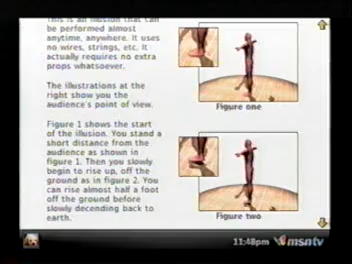 This is an illusion that can
be performed almost
anytime, anywhere. It uses
no wires, strings, etc. It
actually requires no extra
props whatsoever.
The illustrations at the
right show you the
audience's point of view.
Figure 1 shows the start
of the illusion. You stand a
short distance from the
audience as shown in
figure 1. Then you slowly
begin to rise up, off the
ground as in figure 2. You
can rise almost half a foot
off the ground before
slowly decending back to
earth.
Figure one
Figure two
11:48pm msntv